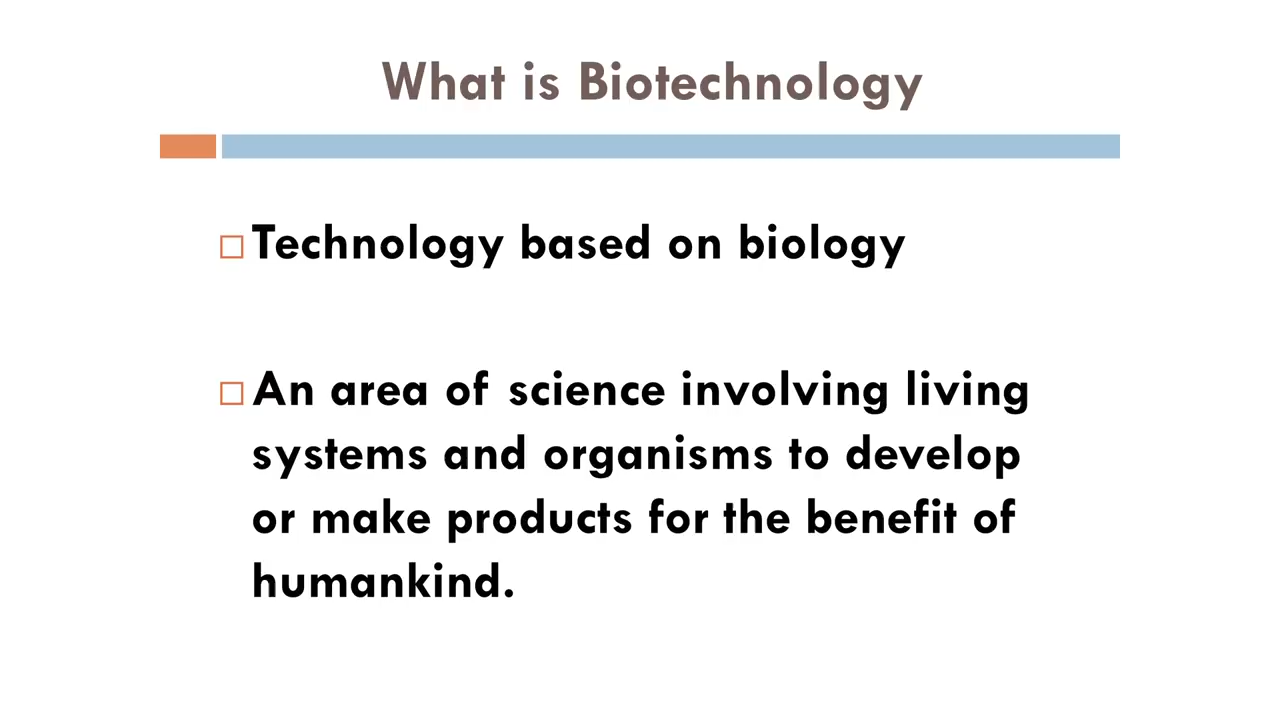 What is Biotechnology
Technology based on biology
An area of science involving living
systems and organisms to develop
or make products for the benefit of
humankind.